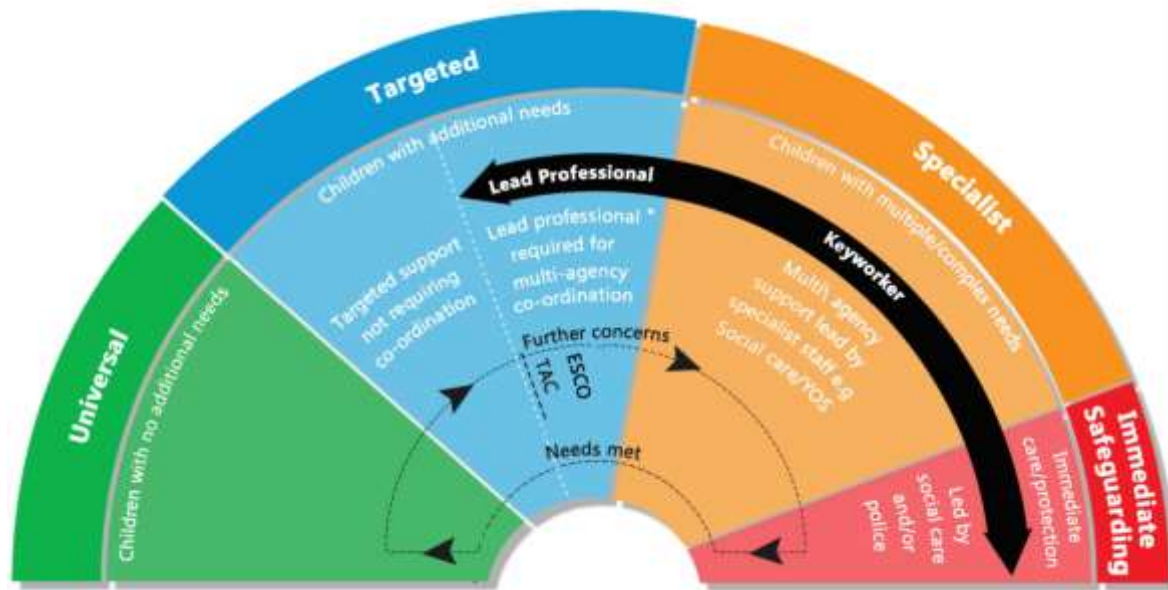 Universal
Targeted
Specialist
Immediate
Safeguarding
Children with no additional needs
Children with additional needs
Children with multiple/complex needs
Immediate
care/protection
Lead Professional
Keyworker
Targeted support
not requiring
co-ordination
Lead professional *
required for
multi-agency
co-ordination
Multi\ agency
support lead by
specialist staff e.g
Social care/YOS
Led by
social care
and/or
police
Further concerns
ESCO
TAC
Needs met